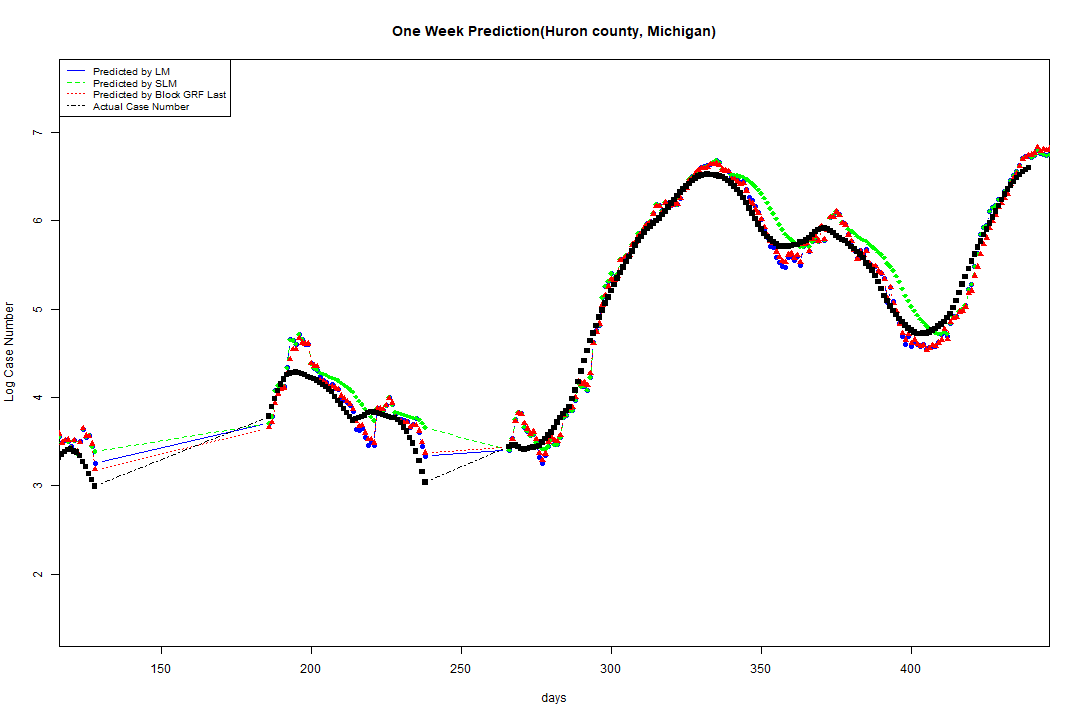 One Week Prediction(Huron county, Michigan)
Predicted by LM
Predicted by SLM
Predicted by Block GRF Last
Actual Case Number
7
6
5
4
3
2
Log Case Number
150 200 250 300 350 400
days